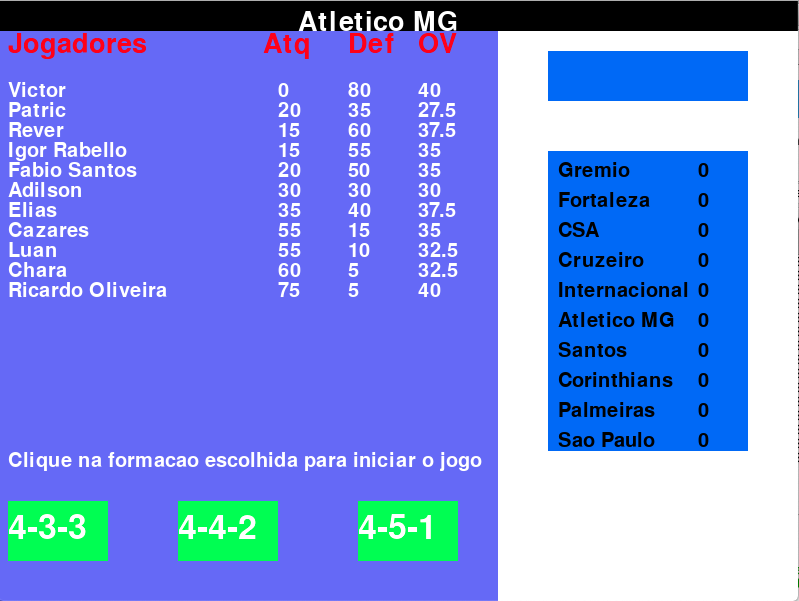 Atletico MG
Jogadores Atq Def OV
Victor 0 80 40
Patric 20 35 27.5
Rever 15 60 37.5
Igor Rabello 15 55 35
Fabio Santos 20 50 35
Adilson 30 30 30
Elias 35 40 37.5
Cazares 55 15 35
Luan 55 10 32.5
Chara 60 5 32.5
Ricardo Oliveira 75 5 40
Clique na formacao escolhida para iniciar o jogo
4-3-3 4-4-2 4-5-1
Gremio 0
Fortaleza 0
CSA 0
Cruzeiro 0
Internacional 0
Atletico MG 0
Santos 0
Corinthians 0
Palmeiras 0
Sao Paulo 0